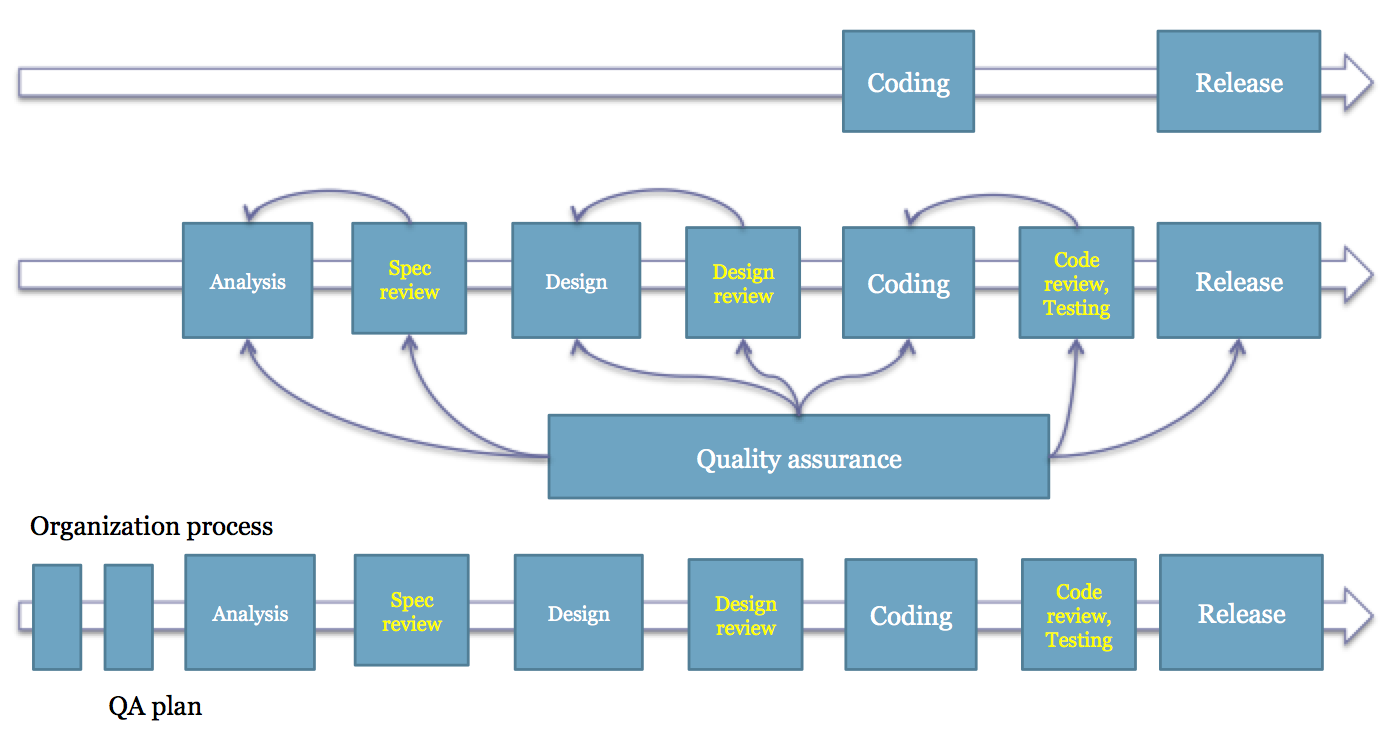 Coding
Release
Analysis
Spec
review
Design
Design
review
Coding
Code
review,
Testing
Release
Quality assurance
Organization process
Analysis
Spec
review
Design
Design
review
Coding
Code
review,
Testing
Release
QA plan